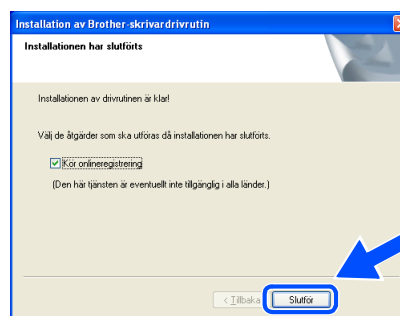 Installation av Brother-skrivardrivrutin
Installationen har slutförts
Installationen av drivrutinen är klar!
Välj de åtgärder som ska utföras då installationen har slutförts.
Kör onlineregistrering
(Den här tjänsten är eventuellt inte tillgänglig i alla länder.)
< Tillbaka
Slutför